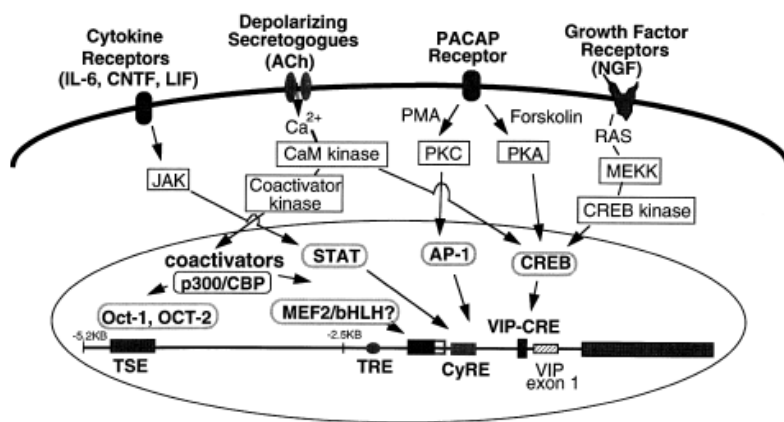 Cytokine
Receptors
(IL-6, CNTF, LIF)
Depolarizing
Secretogogues
(ACh)
PACAP
Receptor
Growth Factor
Receptors
(NGF)
Ca2+
PMA
Forskolin
RAS
JAK
CaM kinase
PKC
PKA
MEKK
Coactivator
kinase
CREB kinase
coactivators
p300/CBP
STAT
AP-1
CREB
Oct-1, OCT-2
MEF2/bHLH?
VIP-CRE
-5.2KB
-2.5KB
TSE
TRE
CyRE
VIP
exon 1